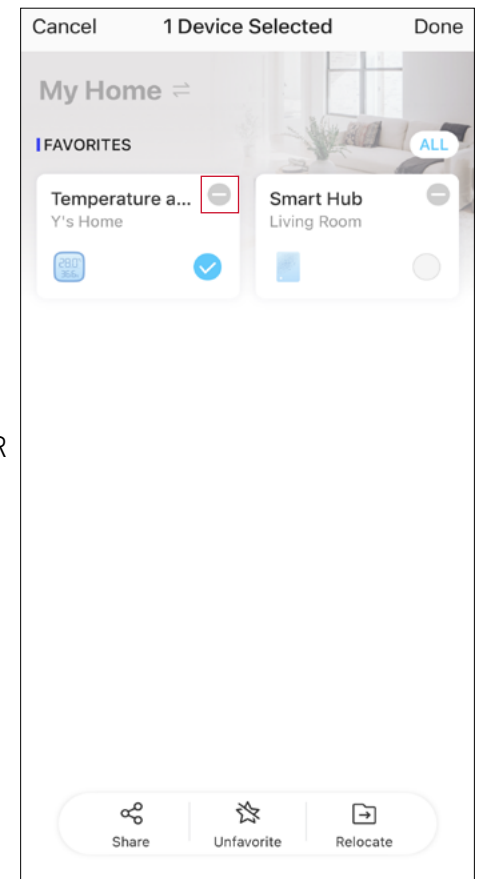 Cancel 1 Device Selected Done
My Home
FAVORITES ALL
Temperature a... Smart Hub
Y's Home Living Room
R
Share Unfavorite Relocate